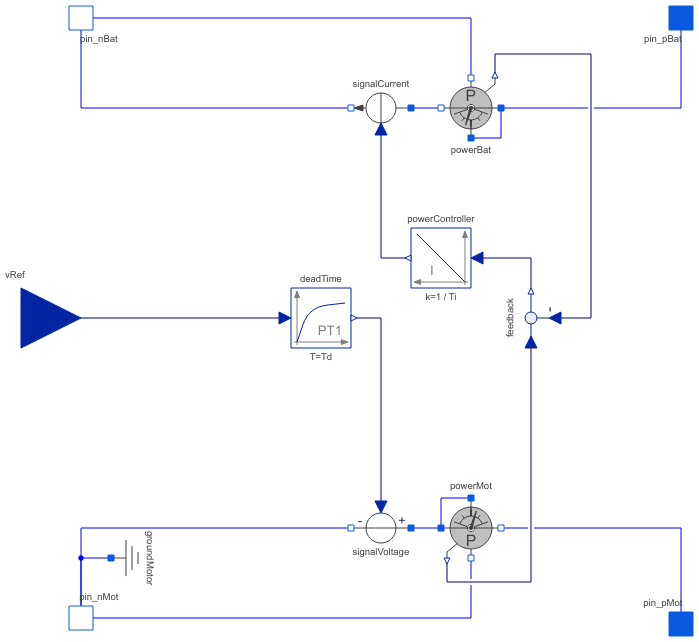 pin_nBat
pin_pBat
signalCurrent
P
powerBat
powerController
I
k=1 / Ti
vRef
deadTime
PT1
T=Td
feedback
-
powerMot
- +
P
signalVoltage
groundMotor
pin_nMot
pin_pMot